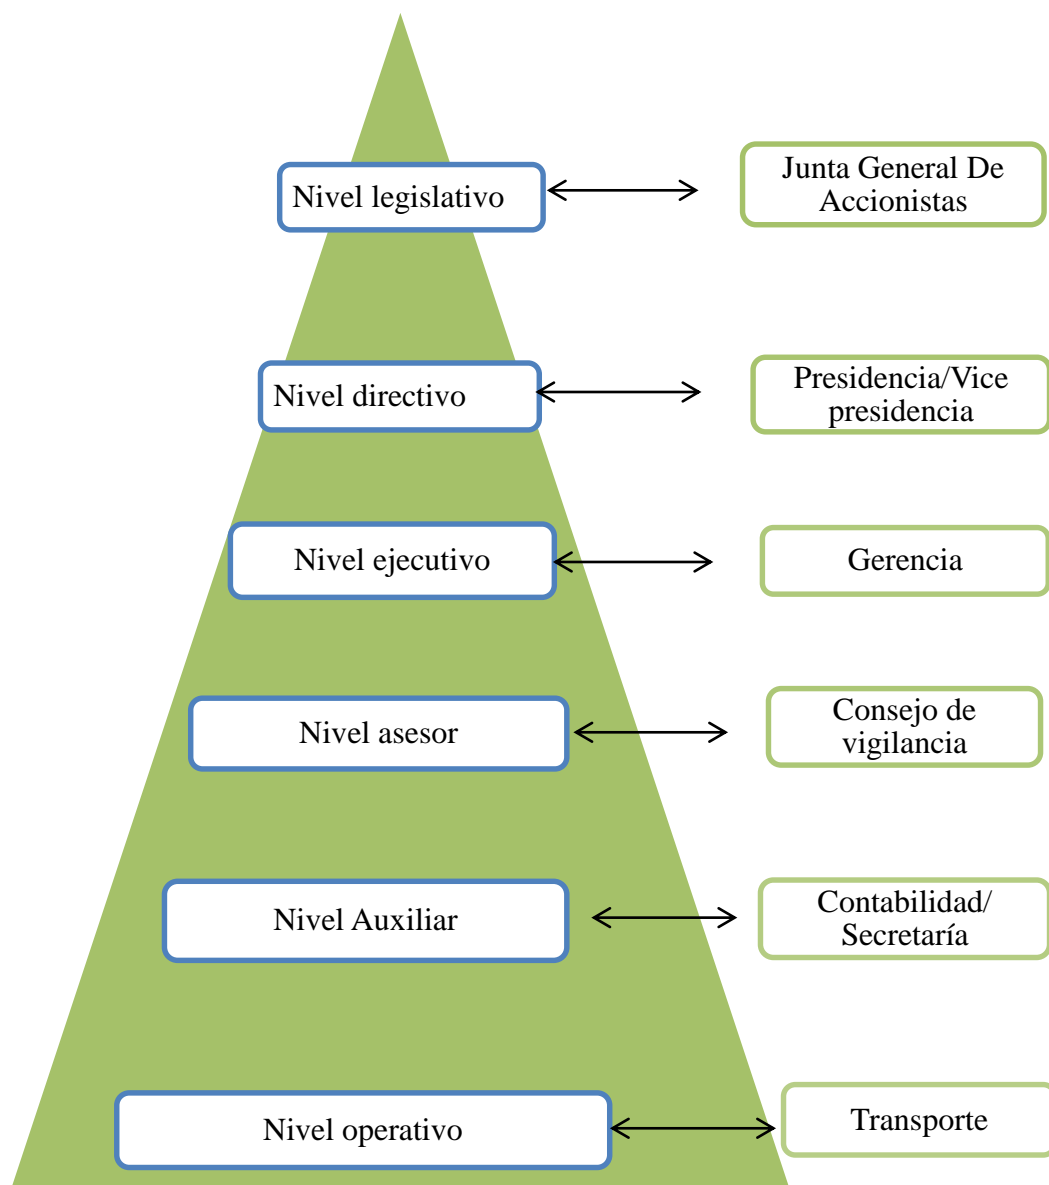 Nivel legislativo
Junta General De
Accionistas
Nivel directivo
Presidencia/Vice
presidencia
Nivel ejecutivo
Gerencia
Nivel asesor
Consejo de
vigilancia
Nivel Auxiliar
Contabilidad/
Secretaría
Nivel operativo
Transporte